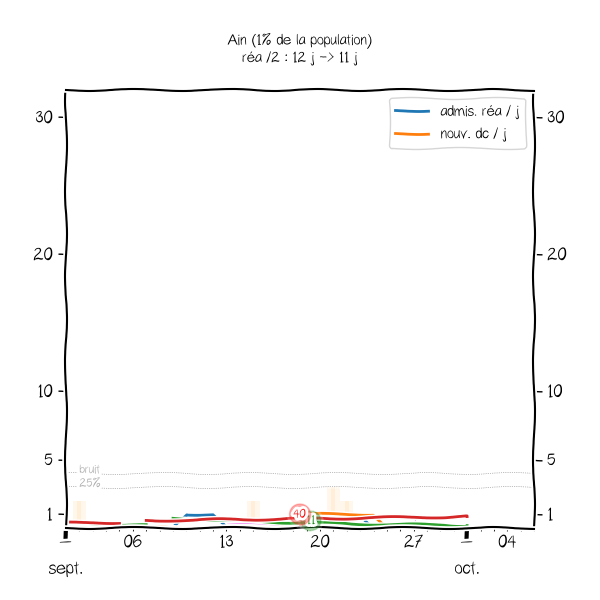 Ain (1% de la population)
réa /2 : 12 j -> 11 j
admis. réa / j
nouv. dc / j
30
30
20
20
10
10
5
5
bruit
25%
1
1
40
11
06
13
20
27
04
sept.
oct.